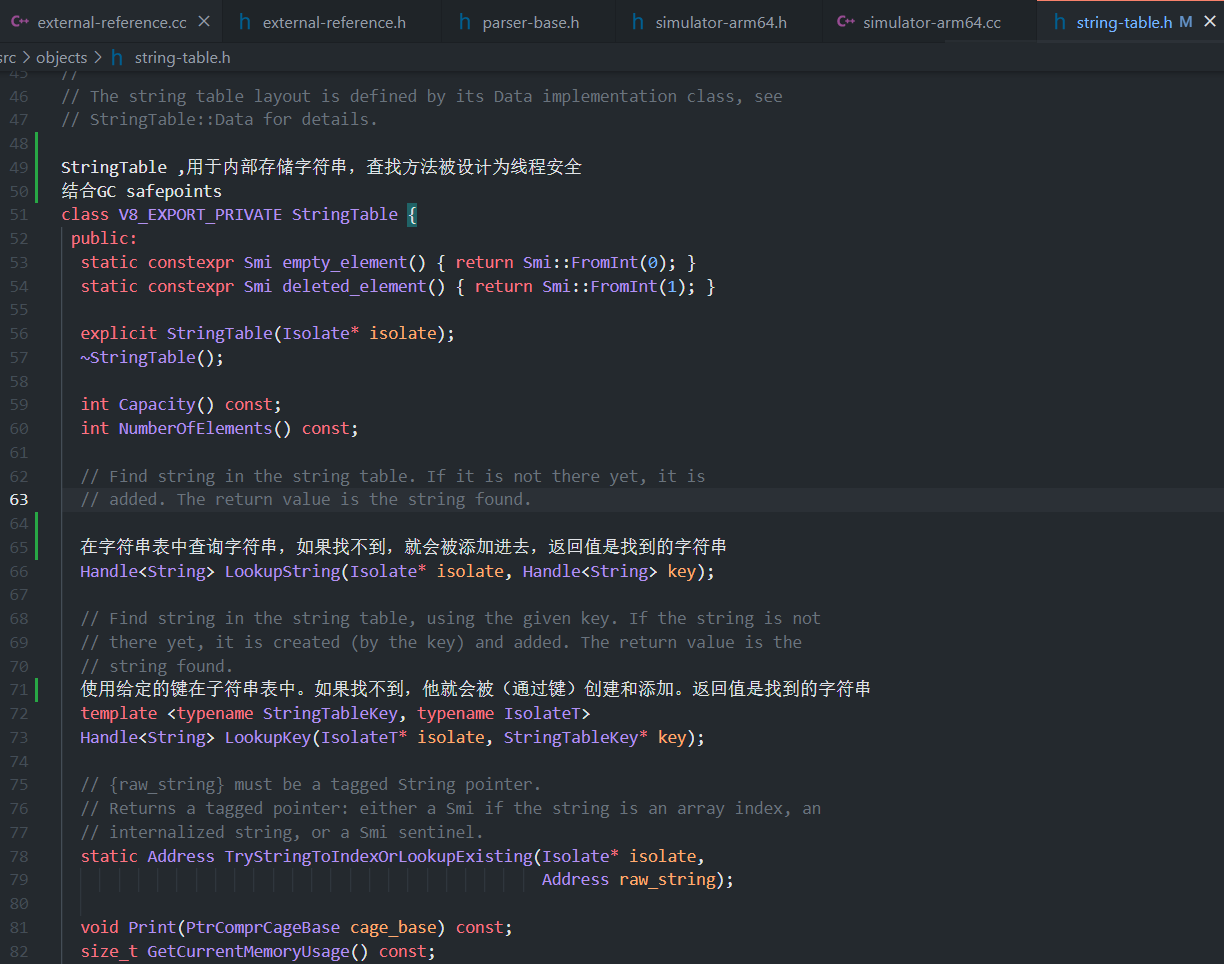 external-reference.cc
external-reference.h
parser-base.h
simulator-arm64.h
simulator-arm64.cc
string-table.h M
src > objects > h string-table.h
45 //
46 // The string table layout is defined by its Data implementation class, see
47 // StringTable::Data for details.
48
49 StringTable ,用于内部存储字符串，查找方法被设计为线程安全
50 结合GC safepoints
51 class V8_EXPORT_PRIVATE StringTable {
52 public:
53 static constexpr Smi empty_element() { return Smi::FromInt(0); }
54 static constexpr Smi deleted_element() { return Smi::FromInt(1); }
55
56 explicit StringTable(Isolate* isolate);
57 ~StringTable();
58
59 int Capacity() const;
60 int NumberOfElements() const;
61
62 // Find string in the string table. If it is not there yet, it is
63 // added. The return value is the string found.
64
65 在字符串表中查询字符串，如果找不到，就会被添加进去，返回值是找到的字符串
66 Handle<String> LookupString(Isolate* isolate, Handle<String> key);
67
68 // Find string in the string table, using the given key. If the string is not
69 // there yet, it is created (by the key) and added. The return value is the
70 // string found.
71 使用给定的键在子符串表中。如果找不到，他就会被（通过键）创建和添加。返回值是找到的字符串
72 template <typename StringTableKey, typename IsolateT>
73 Handle<String> LookupKey(IsolateT* isolate, StringTableKey* key);
74
75 // {raw_string} must be a tagged String pointer.
76 // Returns a tagged pointer: either a Smi if the string is an array index, an
77 // internalized string, or a Smi sentinel.
78 static Address TryStringToIndexOrLookupExisting(Isolate* isolate,
79 Address raw_string);
80
81 void Print(PtrComprCageBase cage_base) const;
82 size_t GetCurrentMemoryUsage() const;